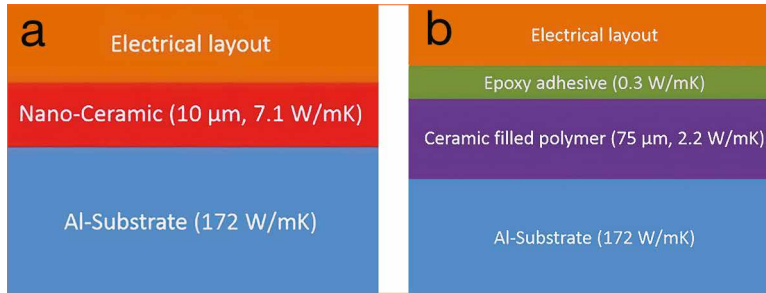 a
Electrical layout
Nano-Ceramic (10 µm, 7.1 W/mK)
Al-Substrate (172 W/mK)
b
Electrical layout
Epoxy adhesive (0.3 W/mK)
Ceramic filled polymer (75 µm, 2.2 W/mK)
Al-Substrate (172 W/mK)